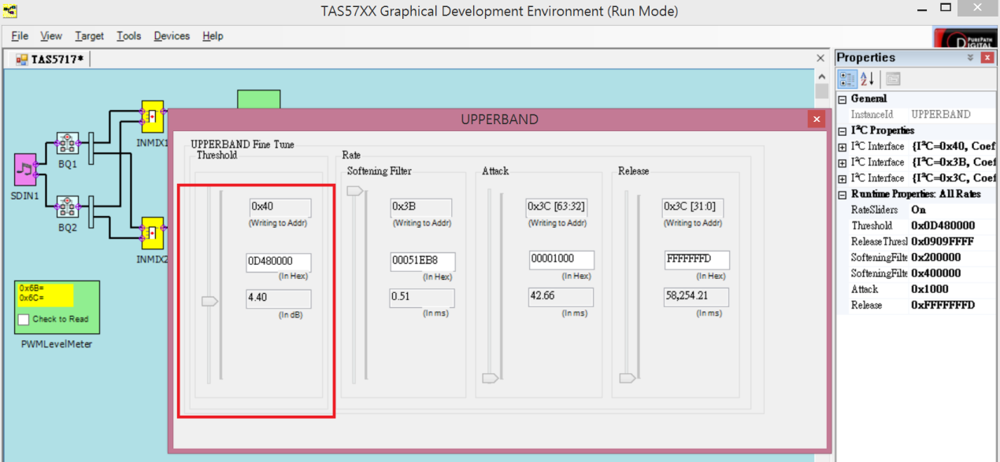 TAS57XX Graphical Development Environment (Run Mode)
File View Target Tools Devices Help
PUREPATH
DIGITAL
TAS5717*
SDIN1
BQ1
BQ2
INMIX1
INMIX2
0x6B=
0x6C=
Check to Read
PWMLevelMeter
UPPERBAND
UPPERBAND Fine Tune
Threshold
0x40
(Writing to Addr)
0D480000
(In Hex)
4.40
(In dB)
Rate
Softening Filter
0x3B
(Writing to Addr)
00051EB8
(In Hex)
0.51
(In ms)
Attack
0x3C [63:32]
(Writing to Addr)
00001000
(In Hex)
42.66
(In ms)
Release
0x3C [31:0]
(Writing to Addr)
FFFFFFFD
(In Hex)
58,254.21
(In ms)
Properties
General
InstanceId UPPERBAND
I²C Properties
I²C Interface {I²C=0x40, Coef
I²C Interface {I²C=0x3B, Coef
I²C Interface {I²C=0x3C, Coef
Runtime Properties: All Rates
RateSliders On
Threshold 0x0D480000
ReleaseThresl 0x0909FFFF
SofteningFilte 0x200000
SofteningFilte 0x400000
Attack 0x1000
Release 0xFFFFFFFD